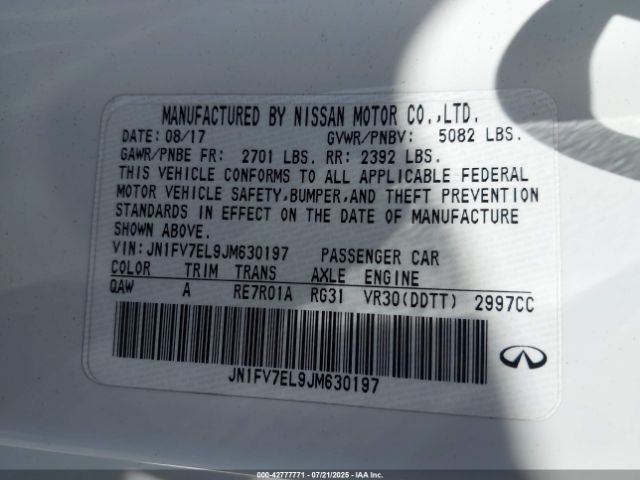 MANUFACTURED BY NISSAN MOTOR CO.,LTD.
DATE: 08/17 GVWR/PNBV: 5082 LBS.
GAWR/PNBE FR: 2701 LBS. RR: 2392 LBS.
THIS VEHICLE CONFORMS TO ALL APPLICABLE FEDERAL
MOTOR VEHICLE SAFETY,BUMPER,AND THEFT PREVENTION
STANDARDS IN EFFECT ON THE DATE OF MANUFACTURE
SHOWN ABOVE.
VIN:JN1FV7EL9JM630197 PASSENGER CAR
COLOR TRIM TRANS AXLE ENGINE
QAW A RE7R01A RG31 VR30(DDTT) 2997CC
JN1FV7EL9JM630197
000-42777771 - 07/21/2025 - IAA Inc.